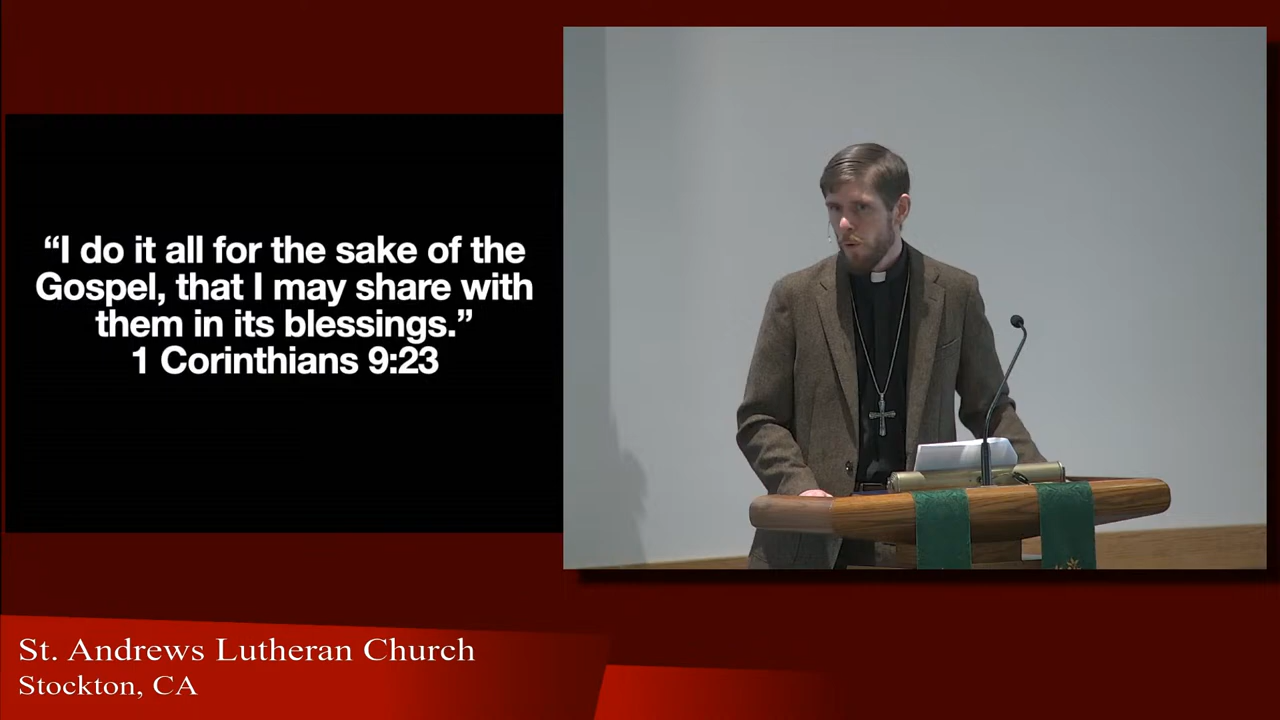 “I do it all for the sake of the
Gospel, that I may share with
them in its blessings.”
1 Corinthians 9:23
St. Andrews Lutheran Church
Stockton, CA